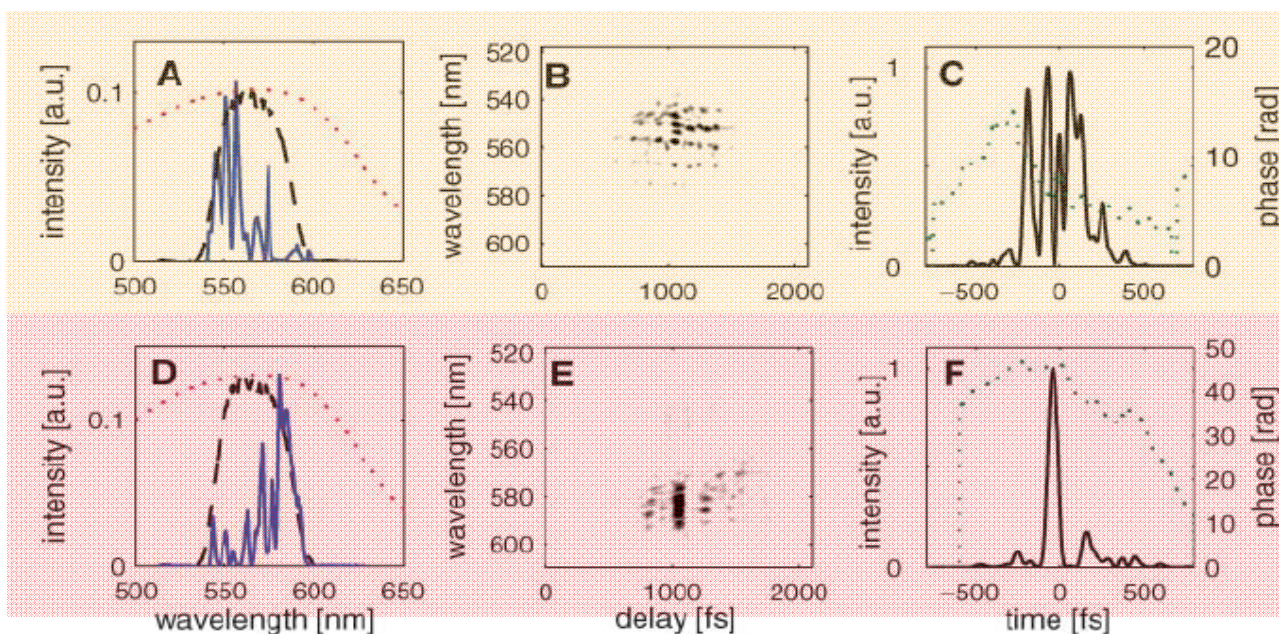 A
intensity [a.u.]
0.1
0
500 550 600 650
B
wavelength [nm]
520
540
560
580
600
0 1000 2000
C
intensity [a.u.]
1
0
−500 0 500
20
10
0
phase [rad]
D
intensity [a.u.]
0.1
0
500 550 600 650
wavelength [nm]
E
wavelength [nm]
520
540
560
580
600
0 1000 2000
delay [fs]
F
intensity [a.u.]
1
0
−500 0 500
time [fs]
50
40
30
20
10
0
phase [rad]